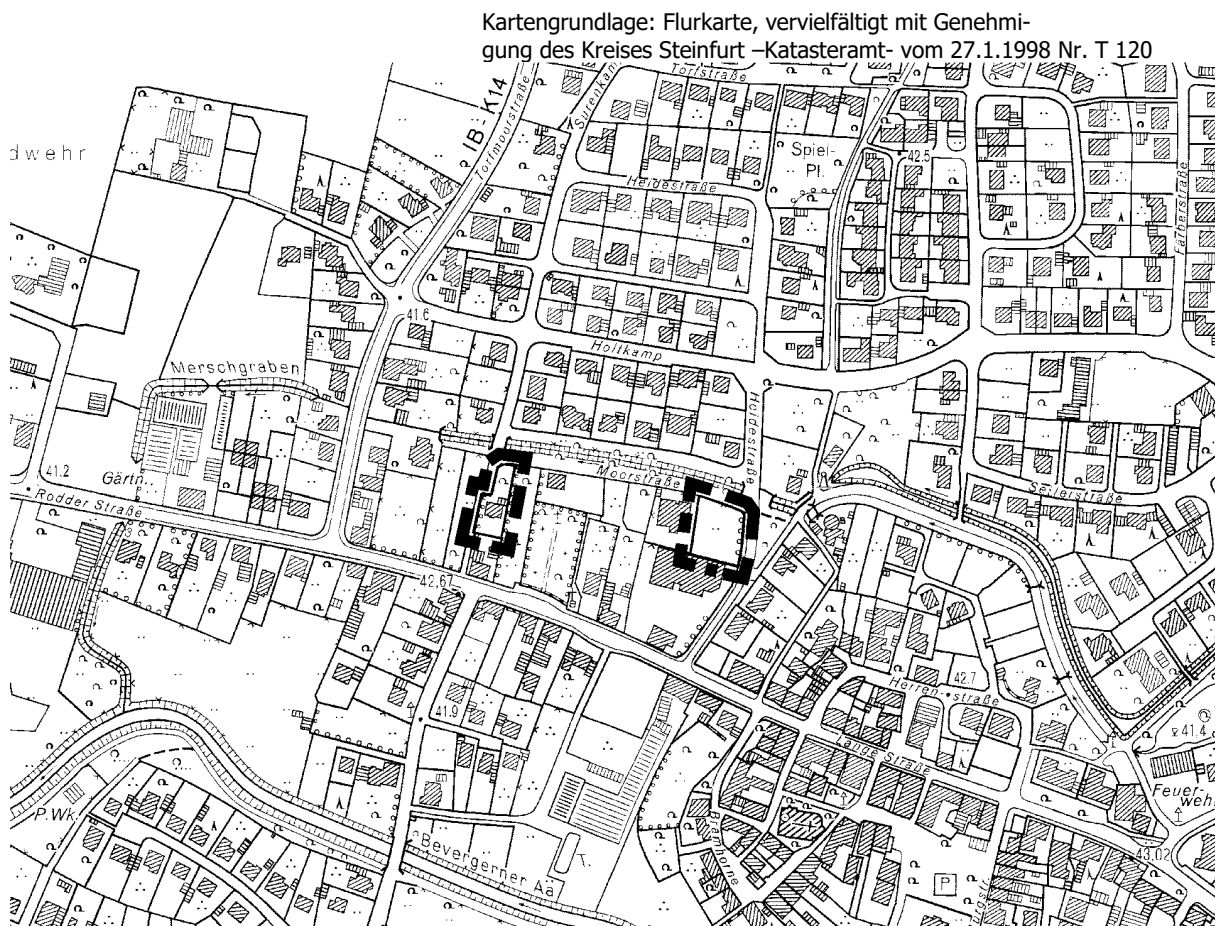 Kartengrundlage: Flurkarte, vervielfältigt mit Genehmi-
gung des Kreises Steinfurt –Katasteramt- vom 27.1.1998 Nr. T 120
Torfstraße
Surenkamp
IB - K14
Torfmoorstraße
dwehr
Spiel-
Pl.
42.5
Heidestraße
Färberstraße
41.6
Holtkamp
Merschgraben
Heidestraße
41.2
Gärtn.
Moorstraße
Seilerstraße
Rodder Straße
42.67
42.7
Herrenstraße
41.9
41.4
Lange Straße
Feuer-
wehr
P.Wk.
Bevergerner Aa
T.
43.02
P